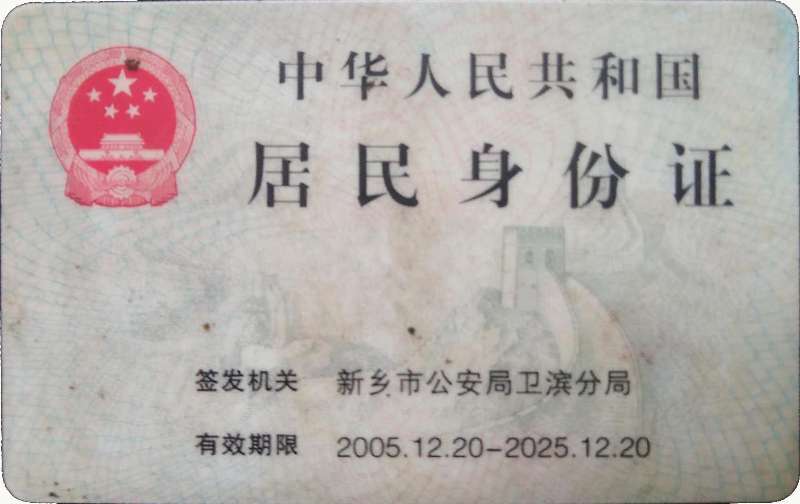 中华人民共和国
居民身份证
签发机关 新乡市公安局卫滨分局
有效期限 2005.12.20-2025.12.20